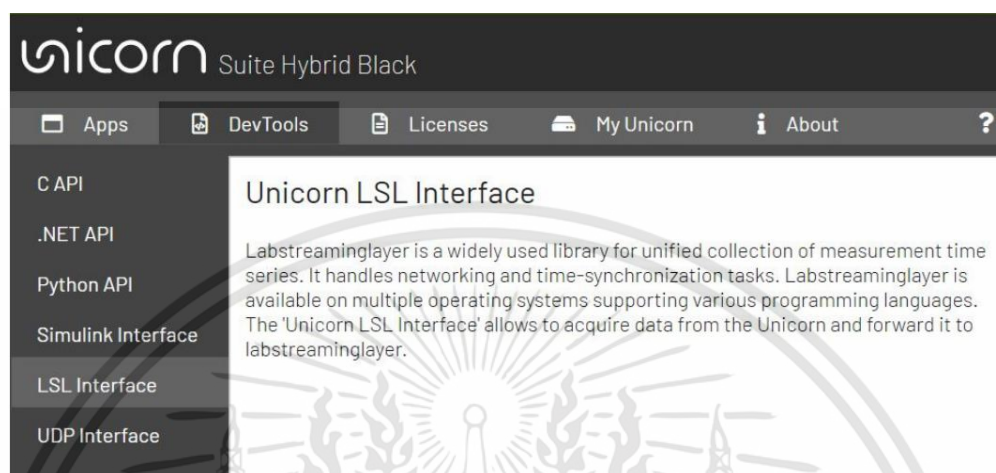 unicorn Suite Hybrid Black
Apps DevTools Licenses My Unicorn About ?
C API
.NET API
Python API
Simulink Interface
LSL Interface
UDP Interface
Unicorn LSL Interface
Labstreaminglayer is a widely used library for unified collection of measurement time
series. It handles networking and time-synchronization tasks. Labstreaminglayer is
available on multiple operating systems supporting various programming languages.
The 'Unicorn LSL Interface' allows to acquire data from the Unicorn and forward it to
labstreaminglayer.